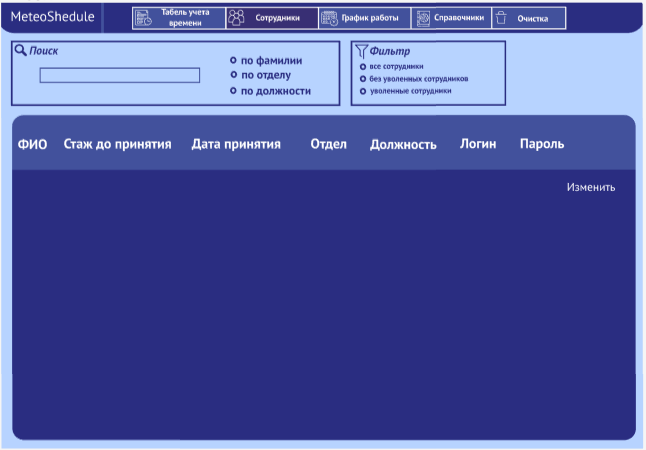 MeteoShedule
Табель учета
времени
Сотрудники
График работы
Справочники
Очистка
Поиск
по фамилии
по отделу
по должности
Фильтр
все сотрудники
без уволенных сотрудников
уволенные сотрудники
ФИО Стаж до принятия Дата принятия Отдел Должность Логин Пароль
Изменить